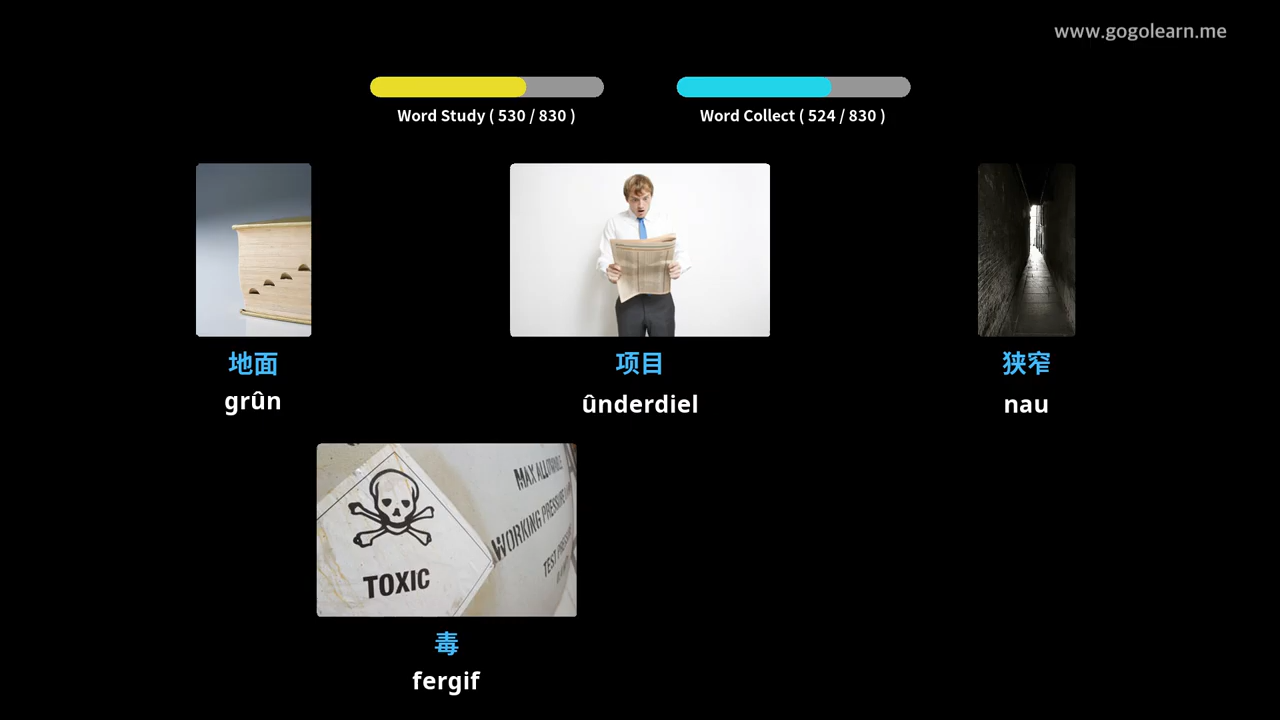 www.gogolearn.me
Word Study ( 530 / 830 )
Word Collect ( 524 / 830 )
地面
grûn
项目
ûnderdiel
狭窄
nau
MAX ALLOWABLE
WORKING PRESSURE
TEST
TOXIC
毒
fergif